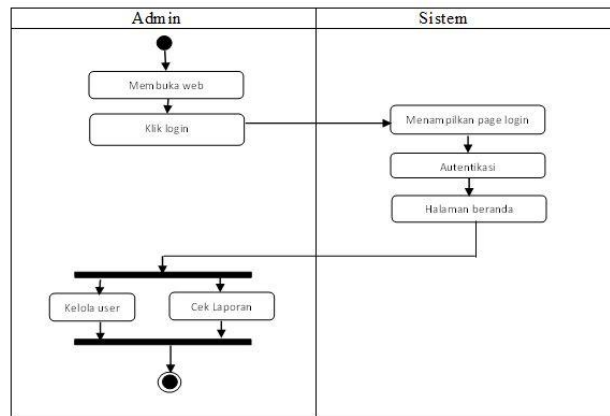 Admin
Sistem
Membuka web
Klik login
Menampilkan page login
Autentikasi
Halaman beranda
Kelola user
Cek Laporan